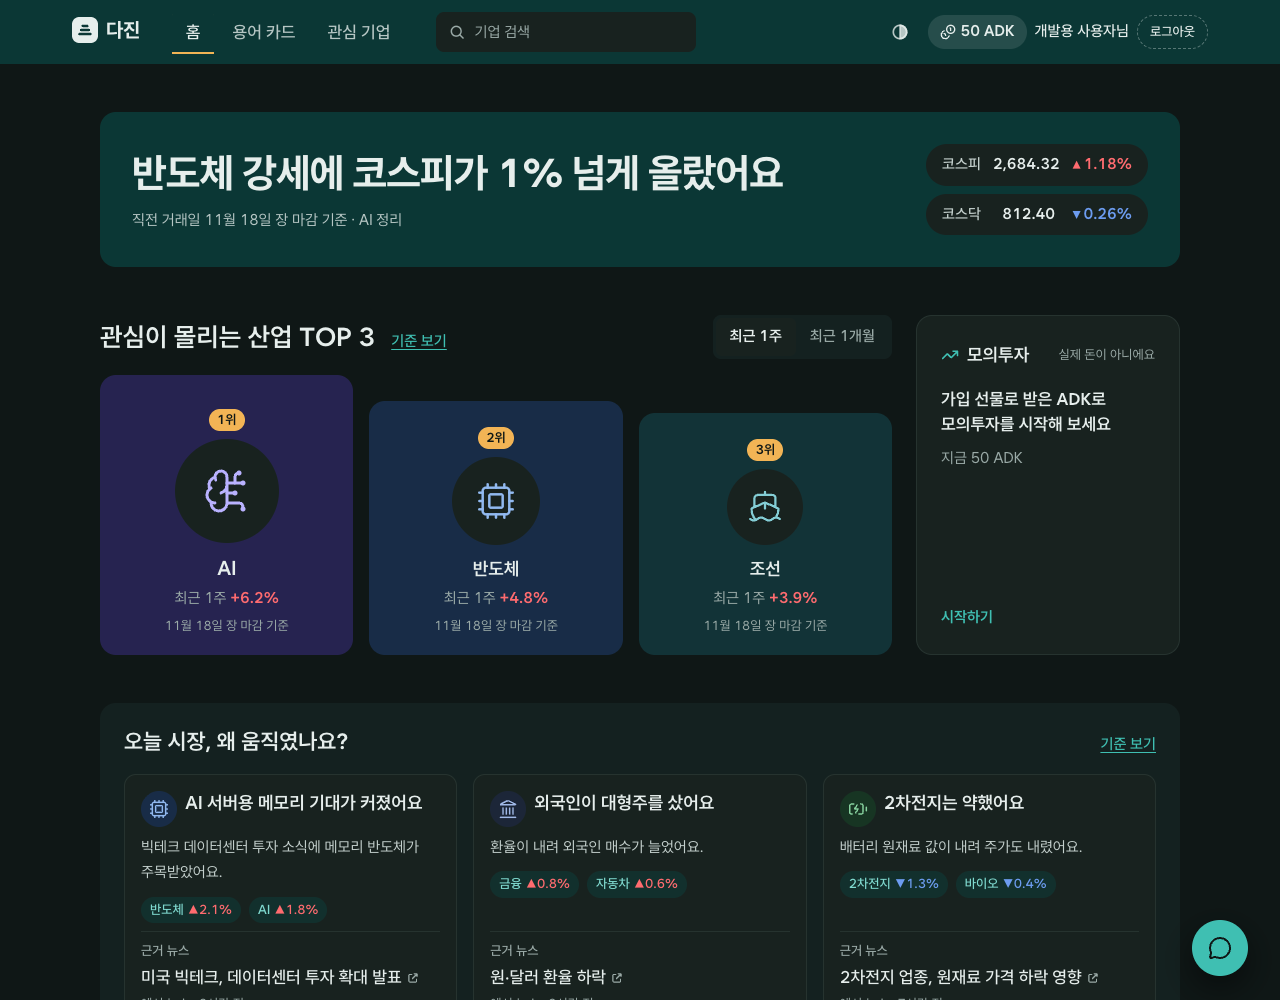 다진
홈
용어 카드
관심 기업
기업 검색
50 ADK
개발용 사용자님
로그아웃
반도체 강세에 코스피가 1% 넘게 올랐어요
직전 거래일 11월 18일 장 마감 기준 · AI 정리
코스피 2,684.32 ▲1.18%
코스닥 812.40 ▼0.26%
관심이 몰리는 산업 TOP 3
기준 보기
최근 1주
최근 1개월
1위
AI
최근 1주 +6.2%
11월 18일 장 마감 기준
2위
반도체
최근 1주 +4.8%
11월 18일 장 마감 기준
3위
조선
최근 1주 +3.9%
11월 18일 장 마감 기준
모의투자
실제 돈이 아니에요
가입 선물로 받은 ADK로
모의투자를 시작해 보세요
지금 50 ADK
시작하기
오늘 시장, 왜 움직였나요?
기준 보기
AI 서버용 메모리 기대가 커졌어요
빅테크 데이터센터 투자 소식에 메모리 반도체가
주목받았어요.
반도체 ▲2.1%
AI ▲1.8%
근거 뉴스
미국 빅테크, 데이터센터 투자 확대 발표
외국인이 대형주를 샀어요
환율이 내려 외국인 매수가 늘었어요.
금융 ▲0.8%
자동차 ▲0.6%
근거 뉴스
원·달러 환율 하락
2차전지는 약했어요
배터리 원재료 값이 내려 주가도 내렸어요.
2차전지 ▼1.3%
바이오 ▼0.4%
근거 뉴스
2차전지 업종, 원재료 가격 하락 영향